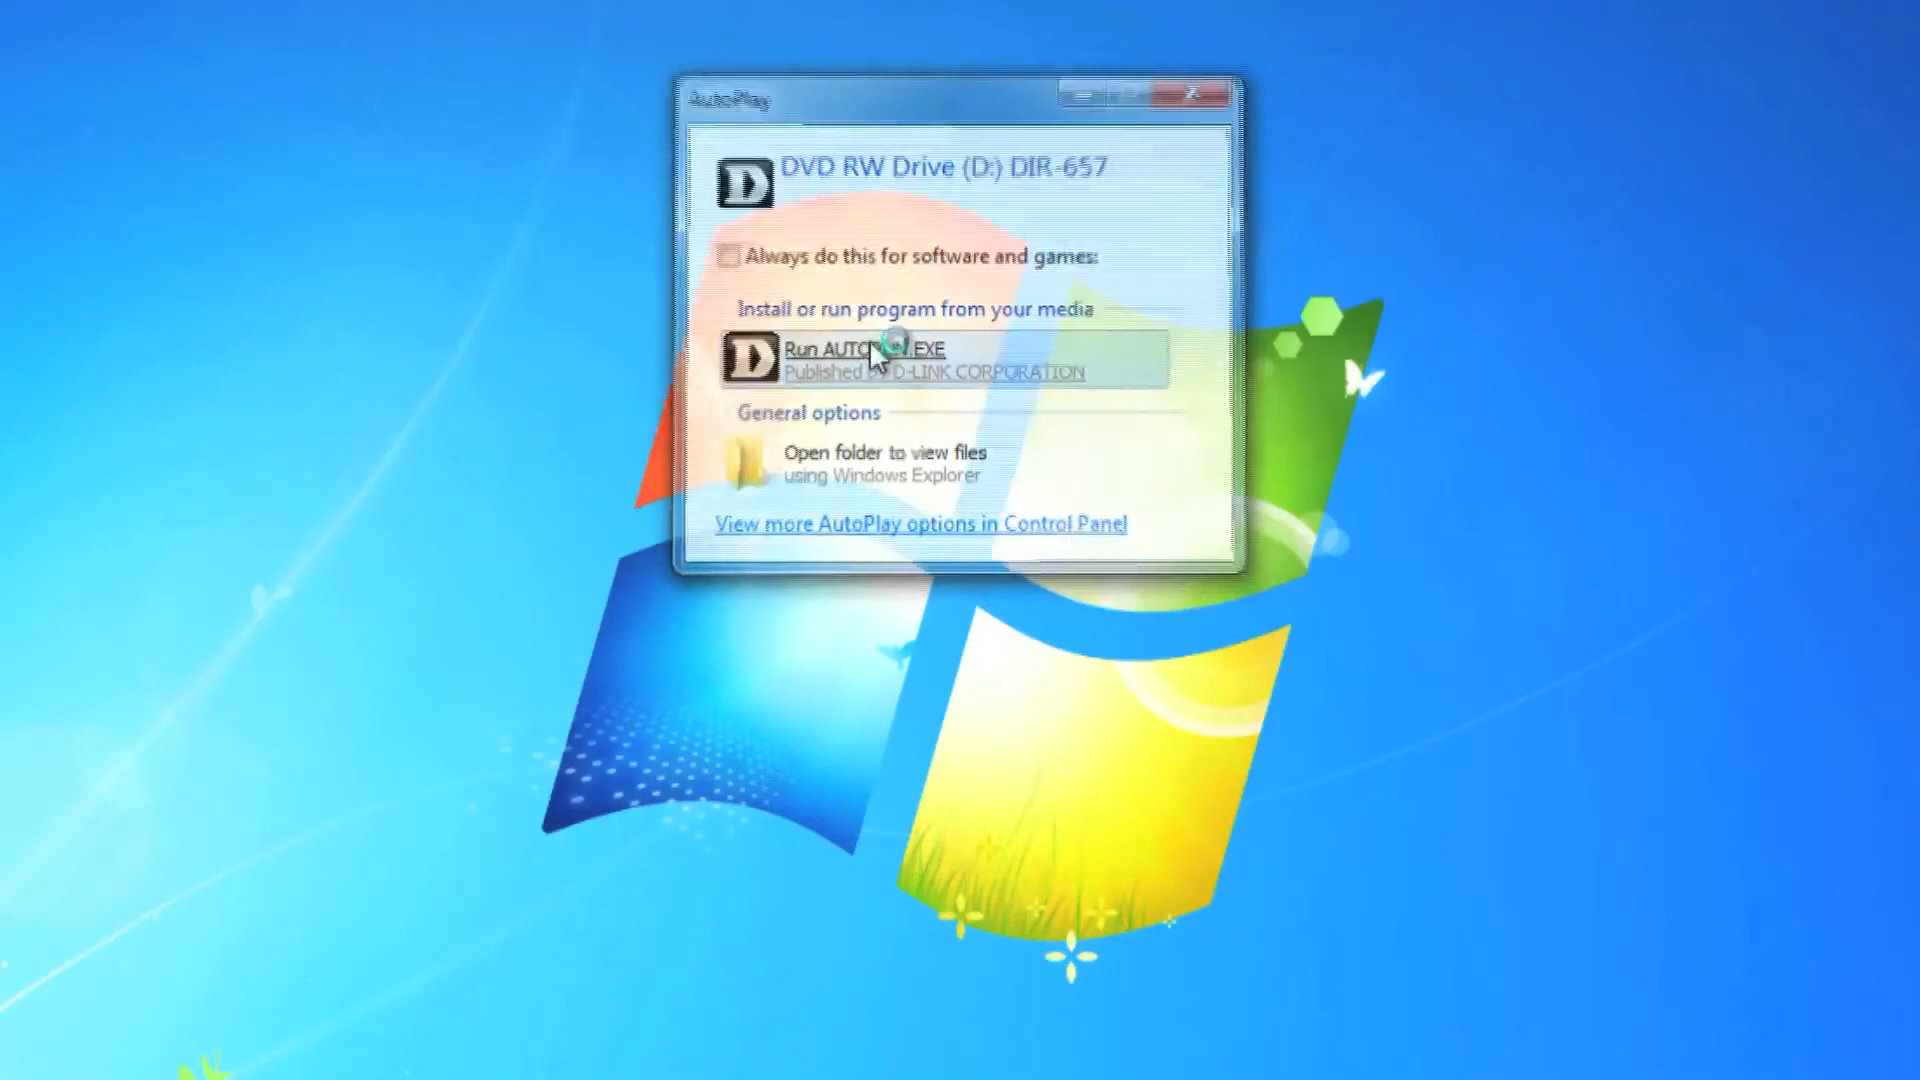 AutoPlay
DVD RW Drive (D:) DIR-657
Always do this for software and games:
Install or run program from your media
Run AUTORUN.EXE
Published by D-LINK CORPORATION
General options
Open folder to view files
using Windows Explorer
View more AutoPlay options in Control Panel